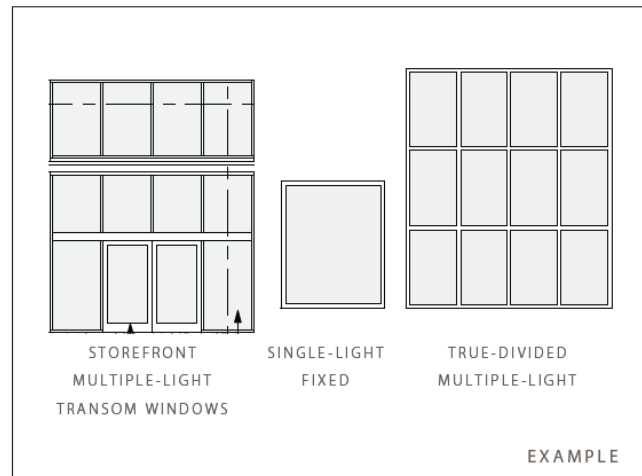 STOREFRONT
MULTIPLE-LIGHT
TRANSOM WINDOWS
SINGLE-LIGHT
FIXED
TRUE-DIVIDED
MULTIPLE-LIGHT
EXAMPLE